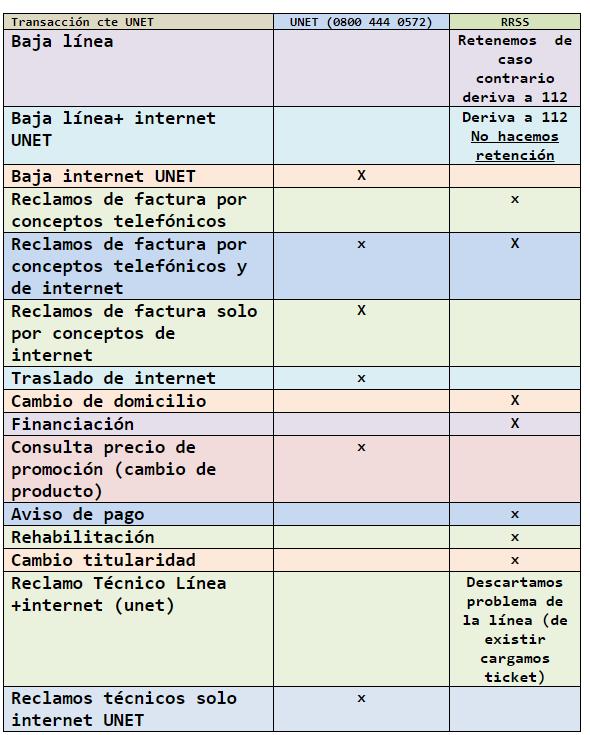 Transacción cte UNET UNET (0800 444 0572) RRSS
Baja línea Retenemos de
caso
contrario
deriva a 112
Baja línea+ internet Deriva a 112
UNET No hacemos
retención
Baja internet UNET X
Reclamos de factura por x
conceptos telefónicos
Reclamos de factura por x X
conceptos telefónicos y
de internet
Reclamos de factura solo X
por conceptos de
internet
Traslado de internet x
Cambio de domicilio X
Financiación X
Consulta precio de x
promoción (cambio de
producto)
Aviso de pago x
Rehabilitación x
Cambio titularidad x
Reclamo Técnico Línea Descartamos
+internet (unet) problema de
la línea (de
existir
cargamos
ticket)
Reclamos técnicos solo x
internet UNET